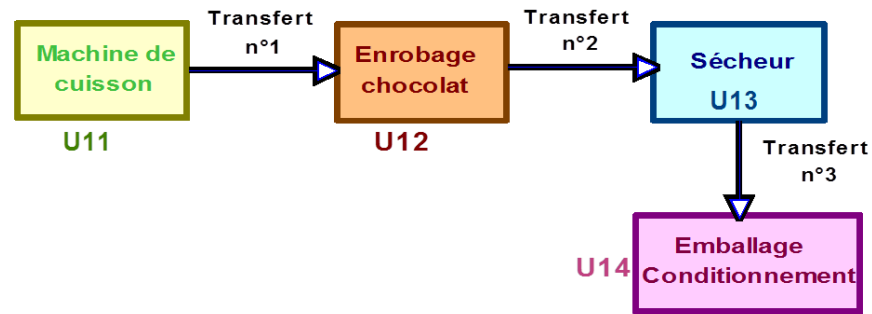 Transfert
n°1
Transfert
n°2
Machine de
cuisson
Enrobage
chocolat
Sécheur
U13
U11
U12
Transfert
n°3
U14
Emballage
Conditionnement